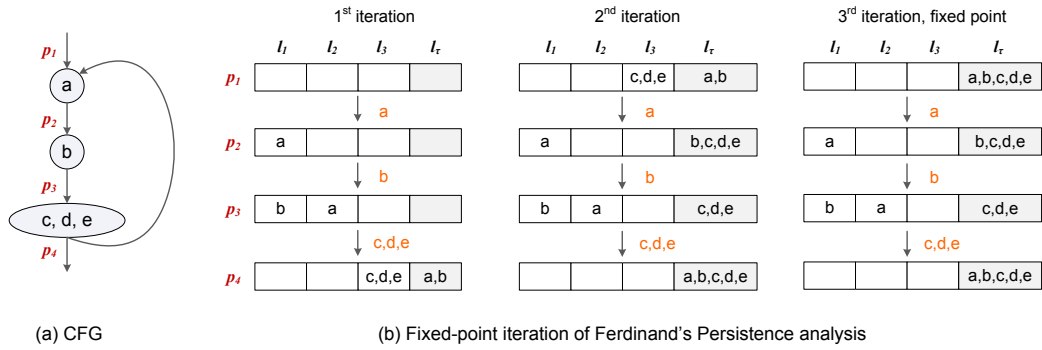 1st iteration 2nd iteration 3rd iteration, fixed point
l1 l2 l3 lτ l1 l2 l3 lτ l1 l2 l3 lτ
p1 p1 c,d,e a,b a,b,c,d,e
a a a a
p2 p2 a a b,c,d,e a b,c,d,e
b b b b
p3 p3 b a b a c,d,e b a c,d,e
c, d, e c,d,e c,d,e c,d,e
p4 p4 c,d,e a,b a,b,c,d,e a,b,c,d,e
(a) CFG (b) Fixed-point iteration of Ferdinand's Persistence analysis